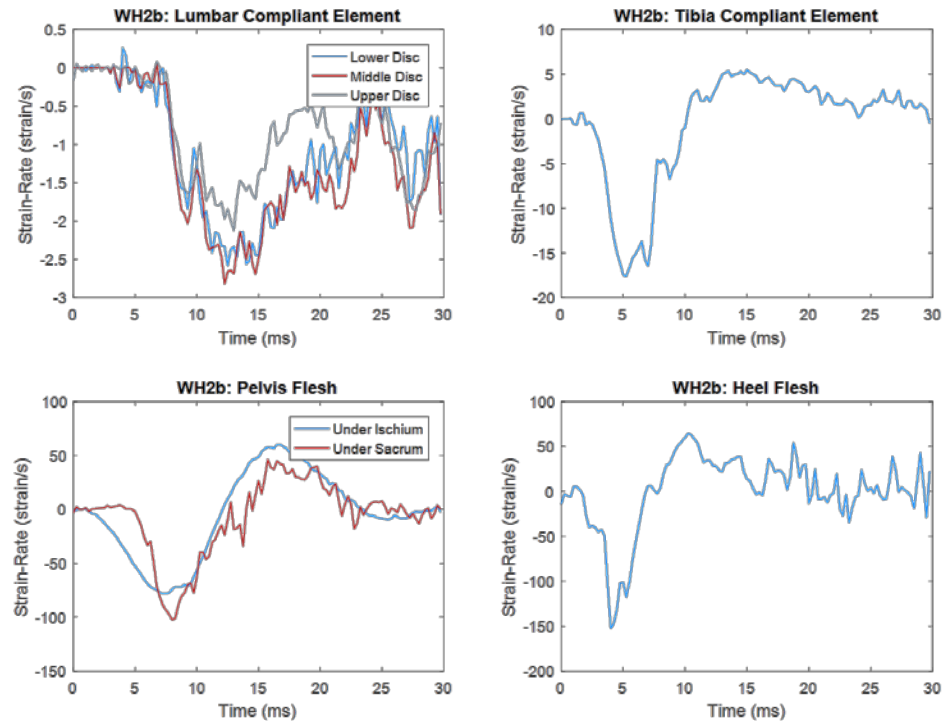 WH2b: Lumbar Compliant Element
Strain-Rate (strain/s)
0.5
0
-0.5
-1
-1.5
-2
-2.5
-3
Lower Disc
Middle Disc
Upper Disc
0 5 10 15 20 25 30
Time (ms)
WH2b: Tibia Compliant Element
Strain-Rate (strain/s)
10
5
0
-5
-10
-15
-20
0 5 10 15 20 25 30
Time (ms)
WH2b: Pelvis Flesh
Strain-Rate (strain/s)
100
50
0
-50
-100
-150
Under Ischium
Under Sacrum
0 5 10 15 20 25 30
Time (ms)
WH2b: Heel Flesh
Strain-Rate (strain/s)
100
50
0
-50
-100
-150
-200
0 5 10 15 20 25 30
Time (ms)